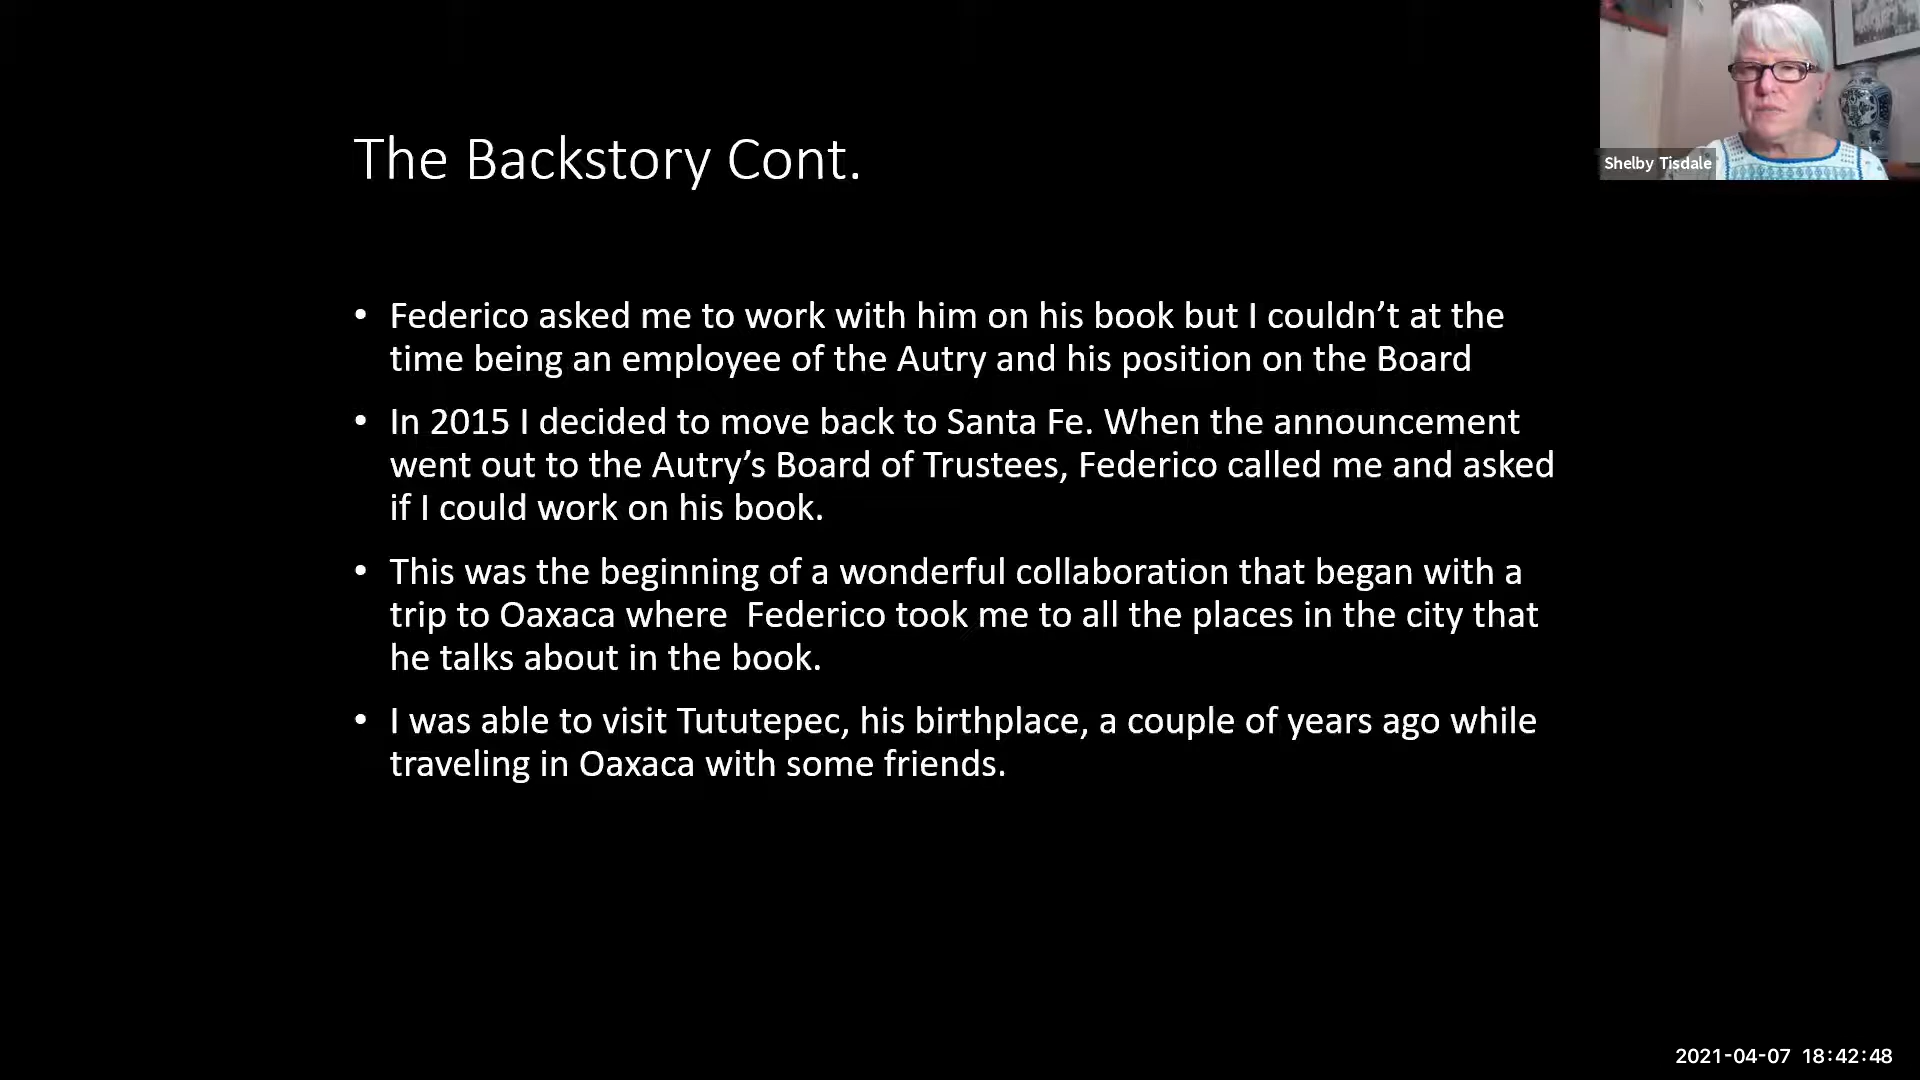 The Backstory Cont.
• Federico asked me to work with him on his book but I couldn’t at the
time being an employee of the Autry and his position on the Board
• In 2015 I decided to move back to Santa Fe. When the announcement
went out to the Autry’s Board of Trustees, Federico called me and asked
if I could work on his book.
• This was the beginning of a wonderful collaboration that began with a
trip to Oaxaca where  Federico took me to all the places in the city that
he talks about in the book.
• I was able to visit Tututepec, his birthplace, a couple of years ago while
traveling in Oaxaca with some friends.
Shelby Tisdale
2021-04-07 18:42:48